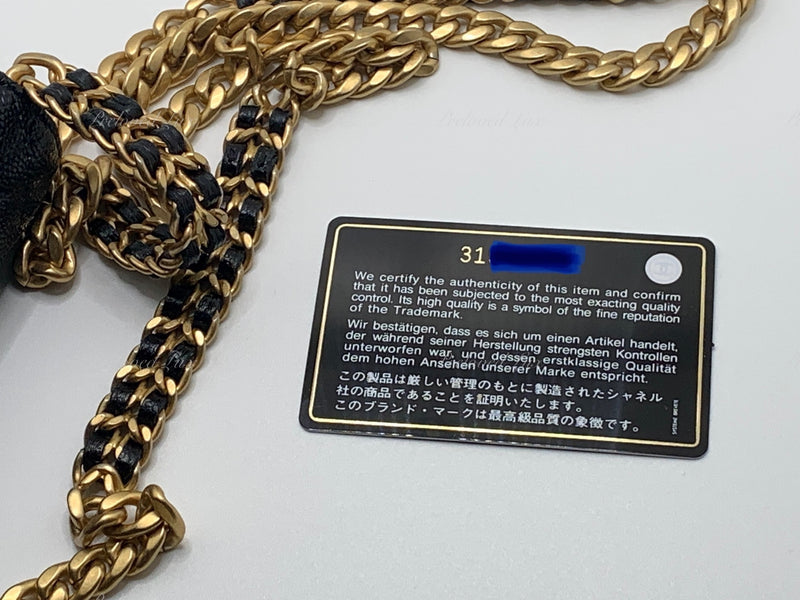 Preloved Lux
Preloved Lux
31
We certify the authenticity of this item and confirm
that it has been subjected to the most exacting quality
control. Its high quality is a symbol of the fine reputation
of the Trademark.
Wir bestätigen, dass es sich um einen Artikel handelt,
der während seiner Herstellung strengsten Kontrollen
unterworfen war, und dessen erstklassige Qualität
dem hohen Ansehen unserer Marke entspricht.
この製品は厳しい管理のもとに製造されたシャネル
社の商品であることを証明いたします。
このブランド・マークは最高級品質の象徴です。